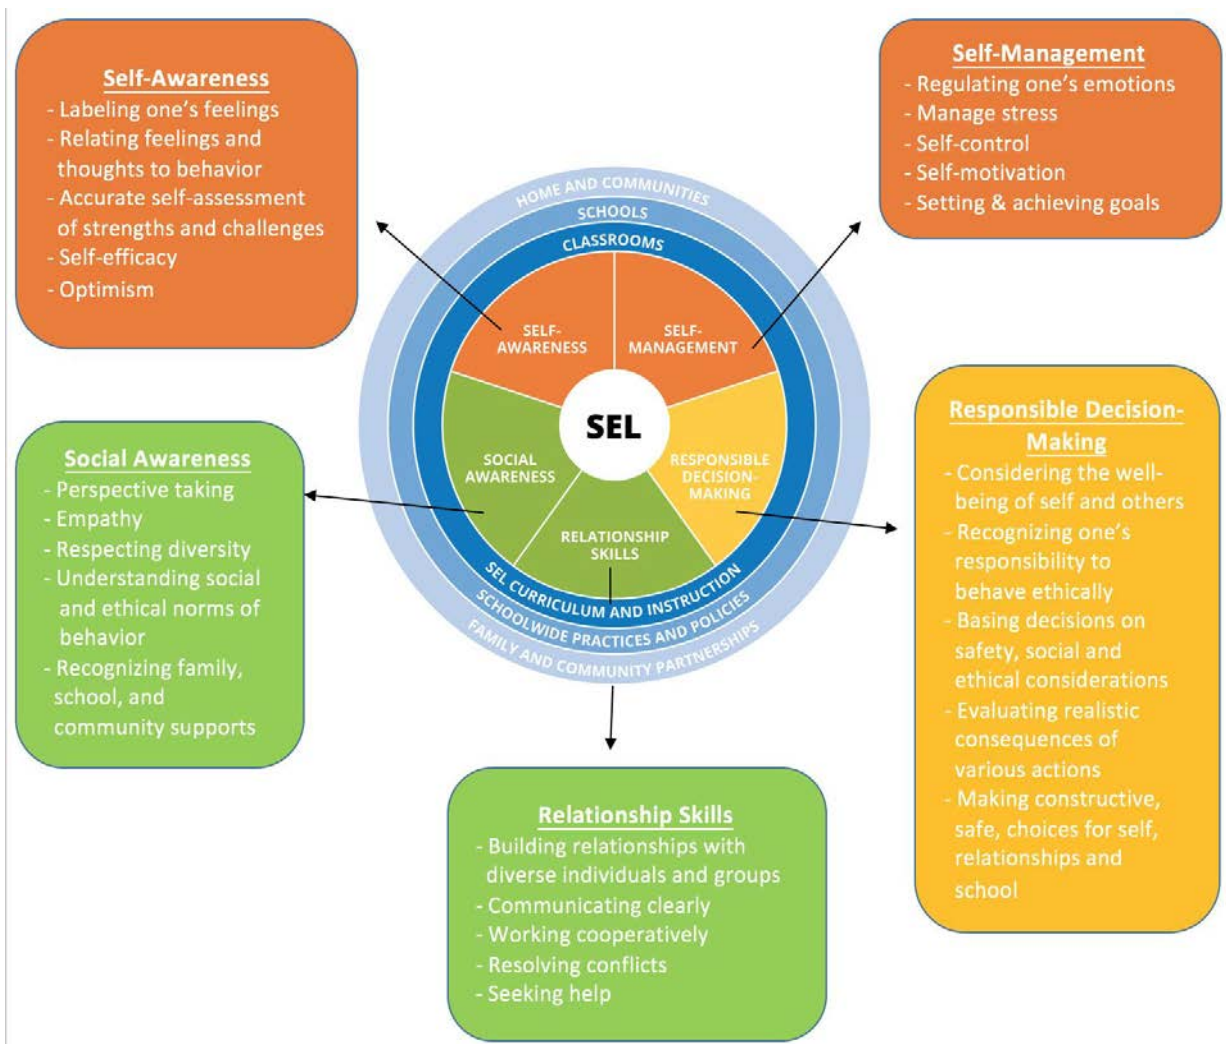 Self-Awareness
- Labeling one's feelings
- Relating feelings and
thoughts to behavior
- Accurate self-assessment
of strengths and challenges
- Self-efficacy
- Optimism
Self-Management
- Regulating one's emotions
- Manage stress
- Self-control
- Self-motivation
- Setting & achieving goals
HOME AND COMMUNITIES
SCHOOLS
CLASSROOMS
SELF-
AWARENESS
SELF-
MANAGEMENT
SEL
SOCIAL
AWARENESS
RESPONSIBLE
DECISION-
MAKING
RELATIONSHIP
SKILLS
SEL CURRICULUM AND INSTRUCTION
SCHOOLWIDE PRACTICES AND POLICIES
FAMILY AND COMMUNITY PARTNERSHIPS
Social Awareness
- Perspective taking
- Empathy
- Respecting diversity
- Understanding social
and ethical norms of
behavior
- Recognizing family,
school, and
community supports
Responsible Decision-
Making
- Considering the well-
being of self and others
- Recognizing one's
responsibility to
behave ethically
- Basing decisions on
safety, social and
ethical considerations
- Evaluating realistic
consequences of
various actions
- Making constructive,
safe, choices for self,
relationships and
school
Relationship Skills
- Building relationships with
diverse individuals and groups
- Communicating clearly
- Working cooperatively
- Resolving conflicts
- Seeking help